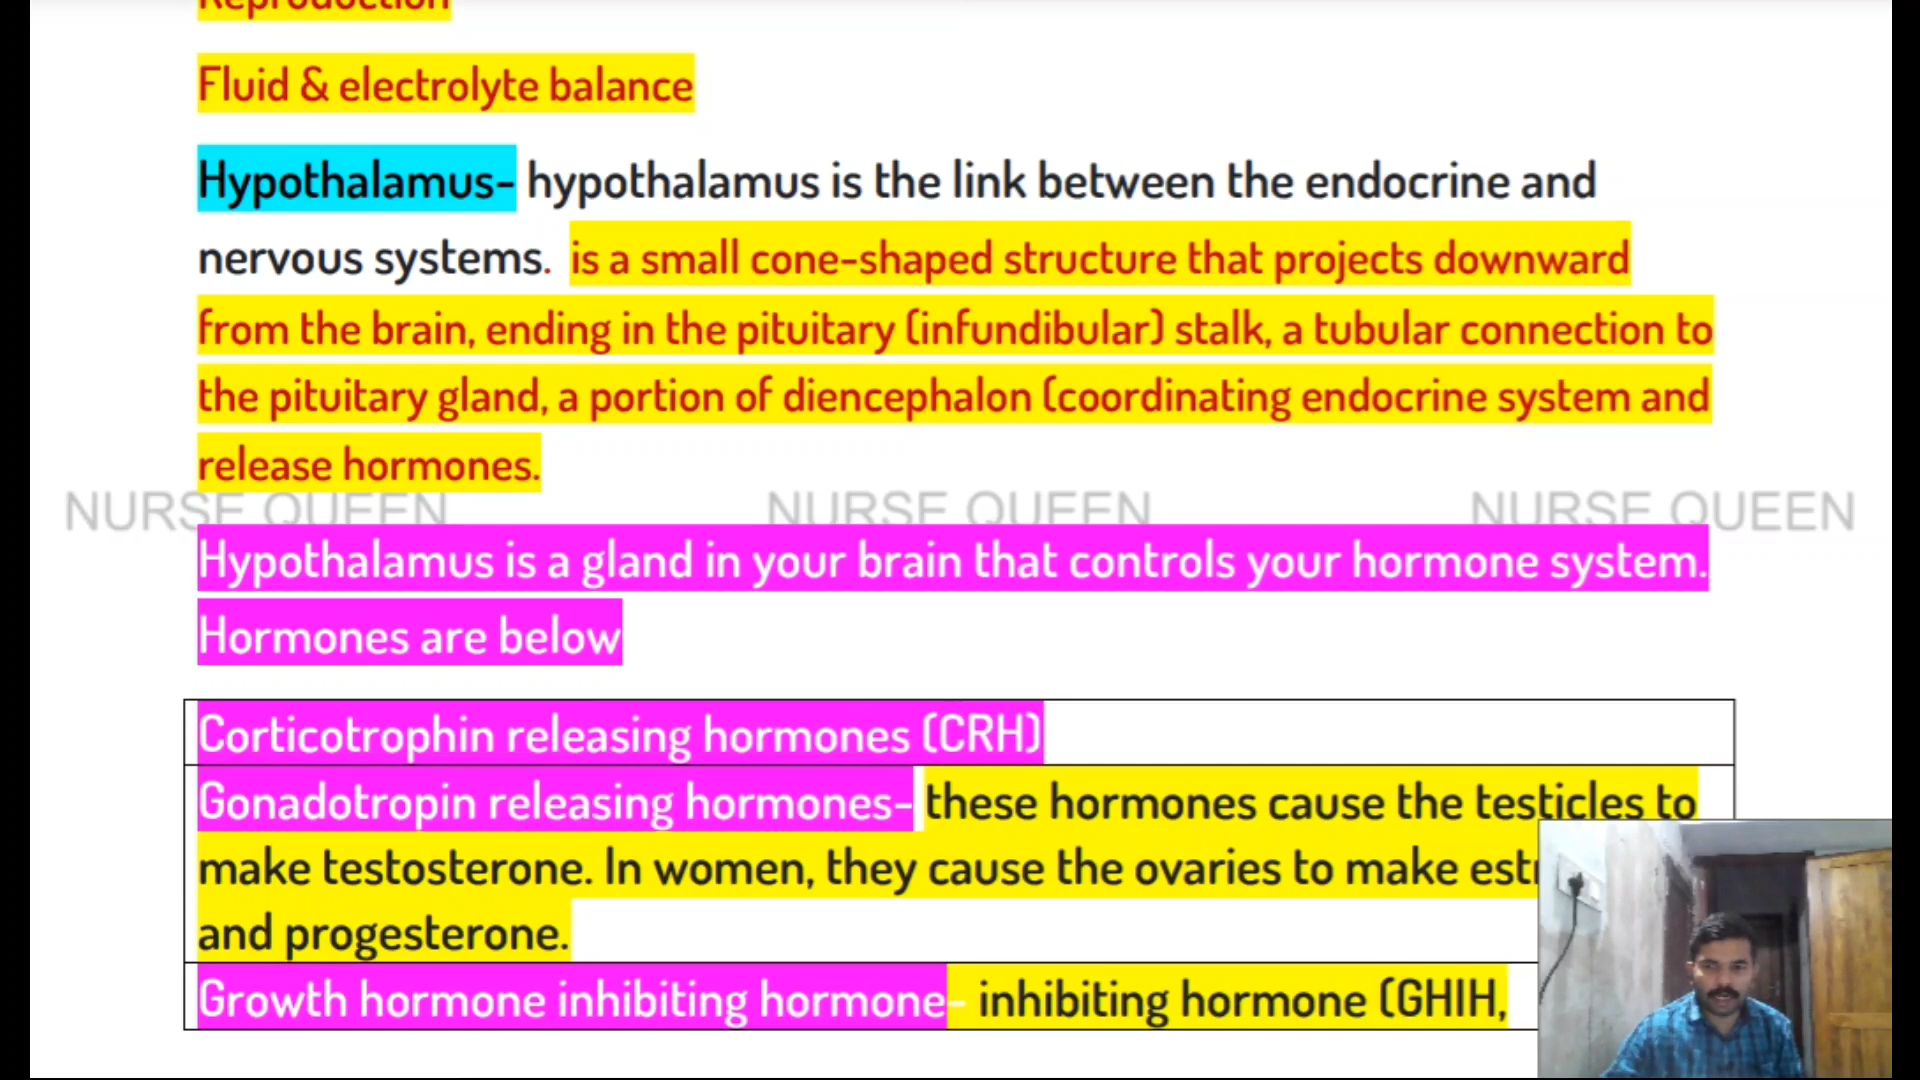 Reproduction
Fluid & electrolyte balance
Hypothalamus- hypothalamus is the link between the endocrine and
nervous systems. is a small cone-shaped structure that projects downward
from the brain, ending in the pituitary (infundibular) stalk, a tubular connection to
the pituitary gland, a portion of diencephalon (coordinating endocrine system and
release hormones.
NURSE QUEEN NURSE QUEEN NURSE QUEEN
Hypothalamus is a gland in your brain that controls your hormone system.
Hormones are below
Corticotrophin releasing hormones (CRH)
Gonadotropin releasing hormones- these hormones cause the testicles to
make testosterone. In women, they cause the ovaries to make
and progesterone.
Growth hormone inhibiting hormone- inhibiting hormone (GHIH,